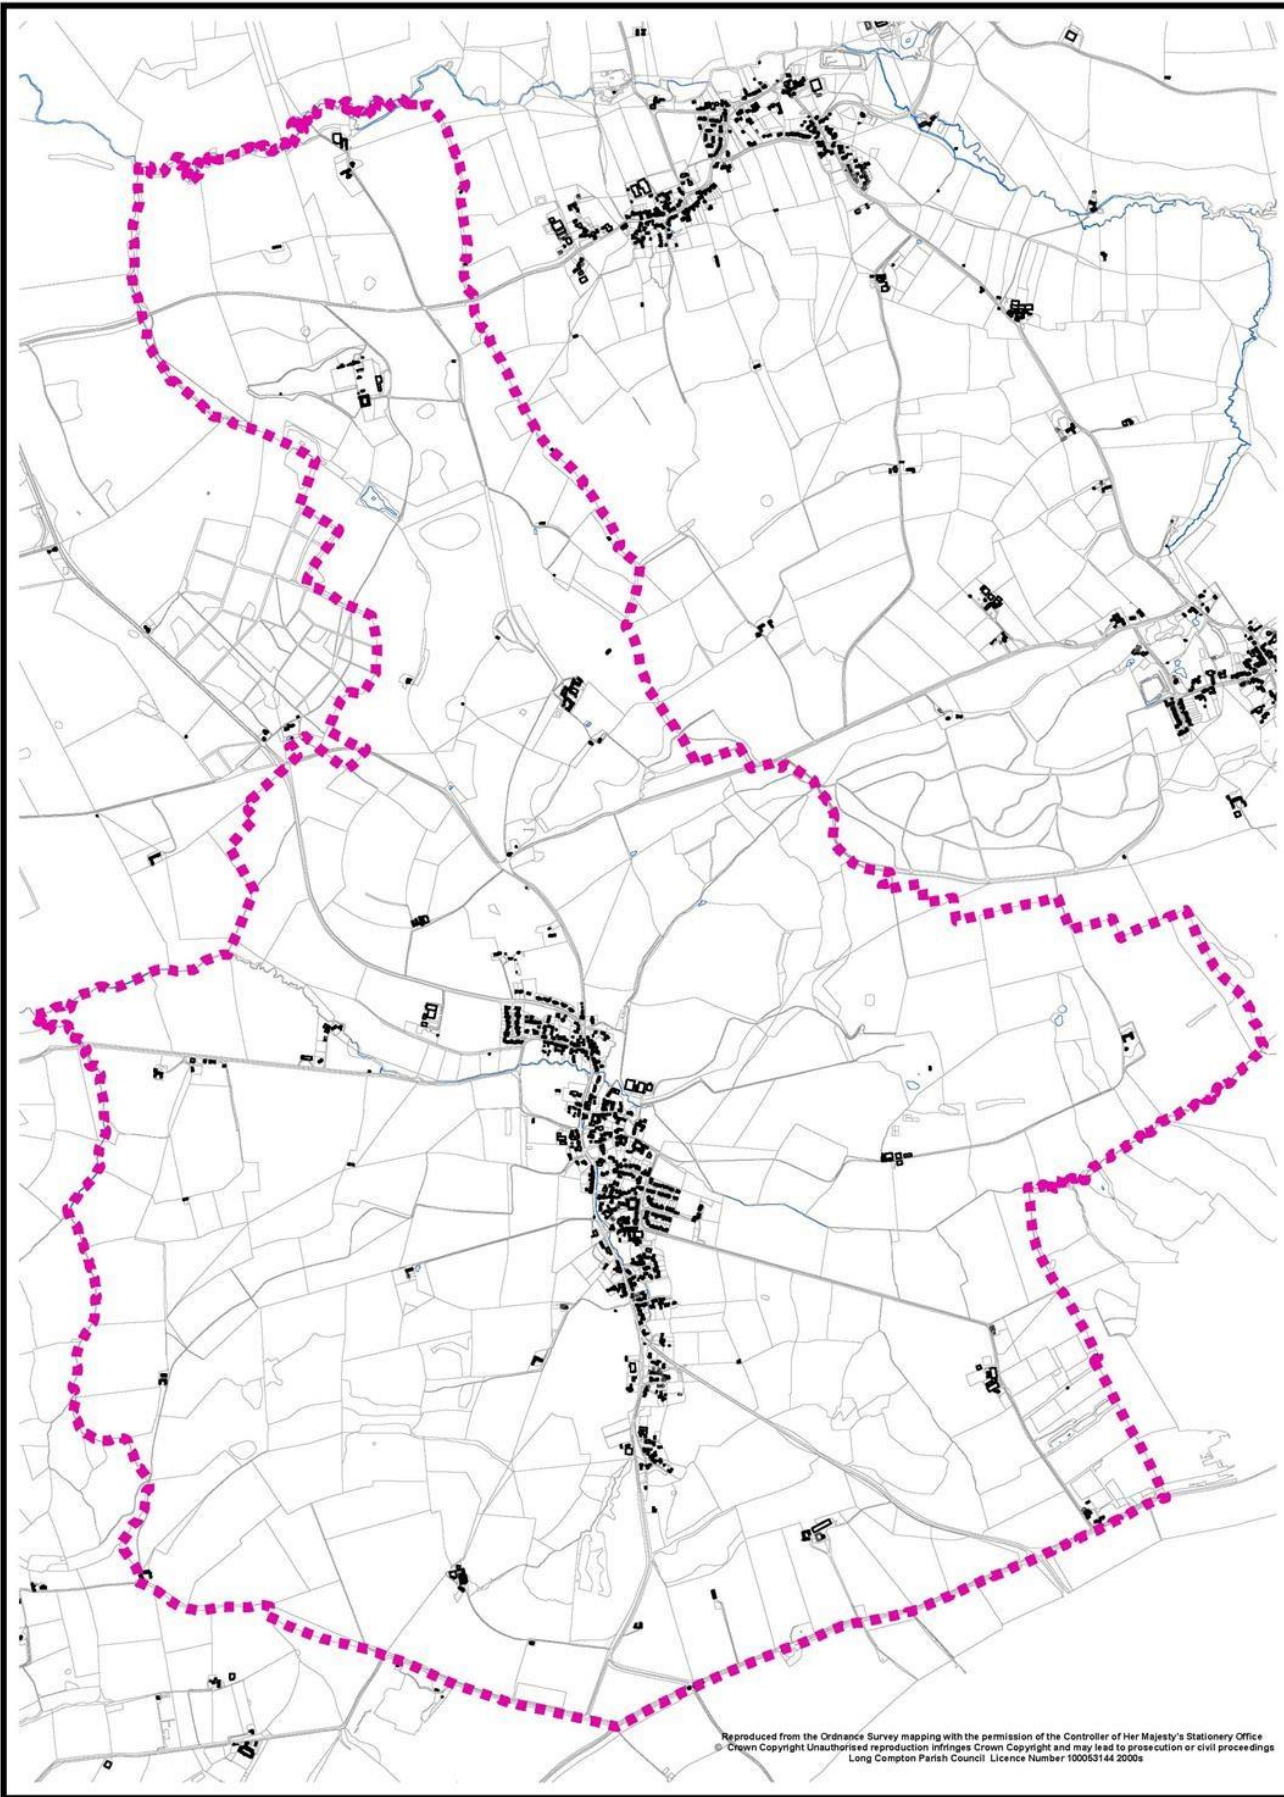 Reproduced from the Ordnance Survey mapping with the permission of the Controller of Her Majesty's Stationery Office
© Crown Copyright Unauthorised reproduction infringes Crown Copyright and may lead to prosecution or civil proceedings
Long Compton Parish Council Licence Number 100053144 2000s